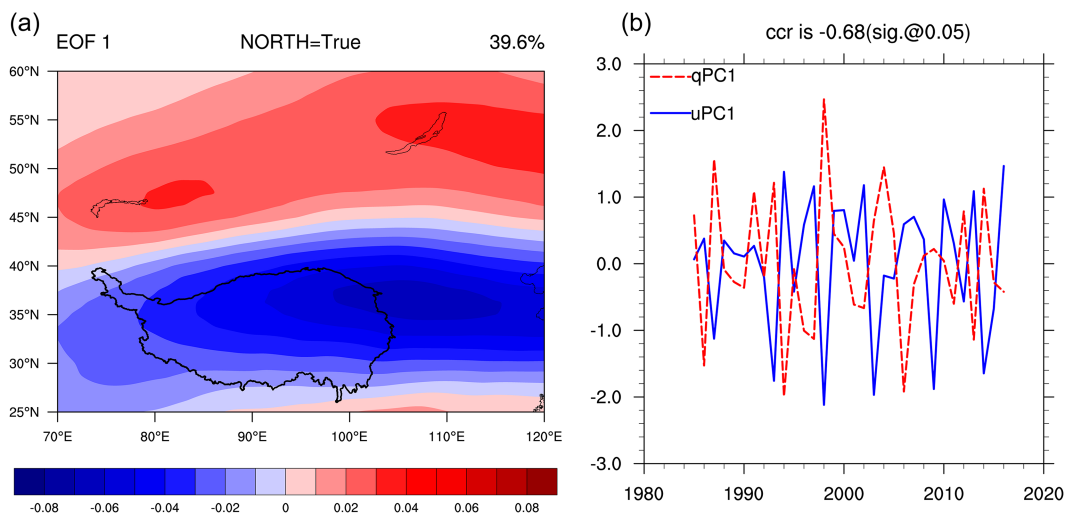 (a)
EOF 1 NORTH=True 39.6%
60°N
55°N
50°N
45°N
40°N
35°N
30°N
25°N
70°E 80°E 90°E 100°E 110°E 120°E
-0.08 -0.06 -0.04 -0.02 0 0.02 0.04 0.06 0.08
(b)
ccr is -0.68(sig.@0.05)
qPC1
uPC1
3.0
2.0
1.0
0.0
-1.0
-2.0
-3.0
1980 1990 2000 2010 2020